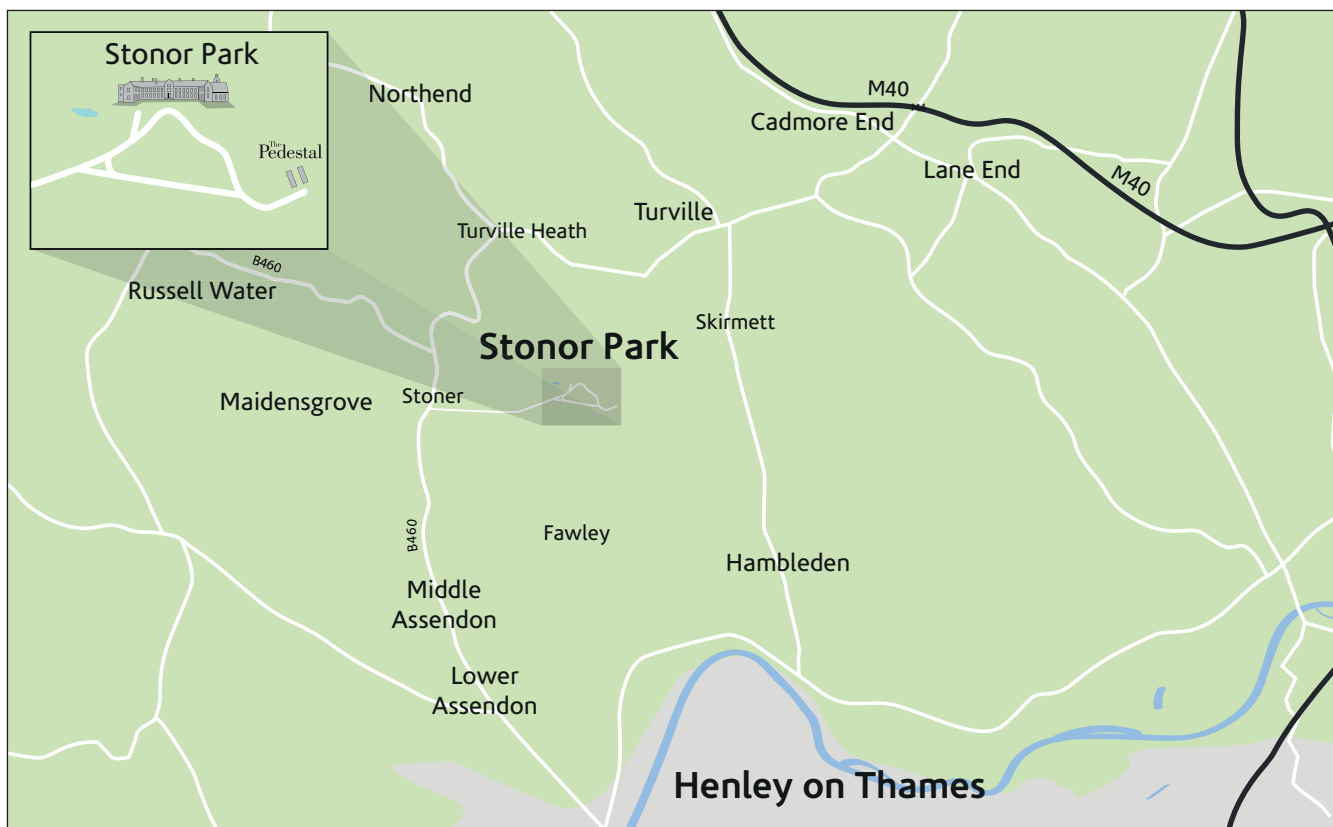 Stonor Park
The
Pedestal
Northend
M40
Cadmore End
Lane End
M40
Turville
Turville Heath
B460
Russell Water
Skirmett
Stonor Park
Maidensgrove
Stoner
B460
Fawley
Hambleden
Middle
Assendon
Lower
Assendon
Henley on Thames